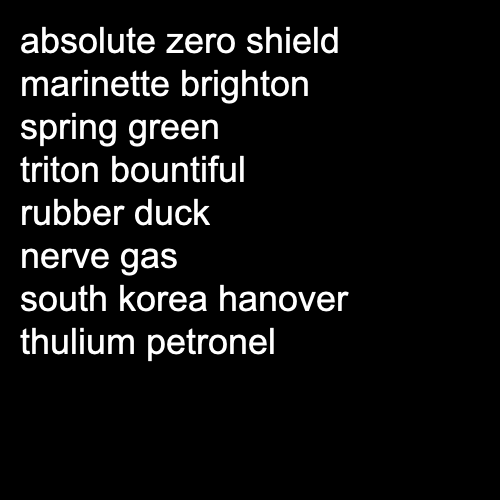 absolute zero shield
marinette brighton
spring green
triton bountiful
rubber duck
nerve gas
south korea hanover
thulium petronel